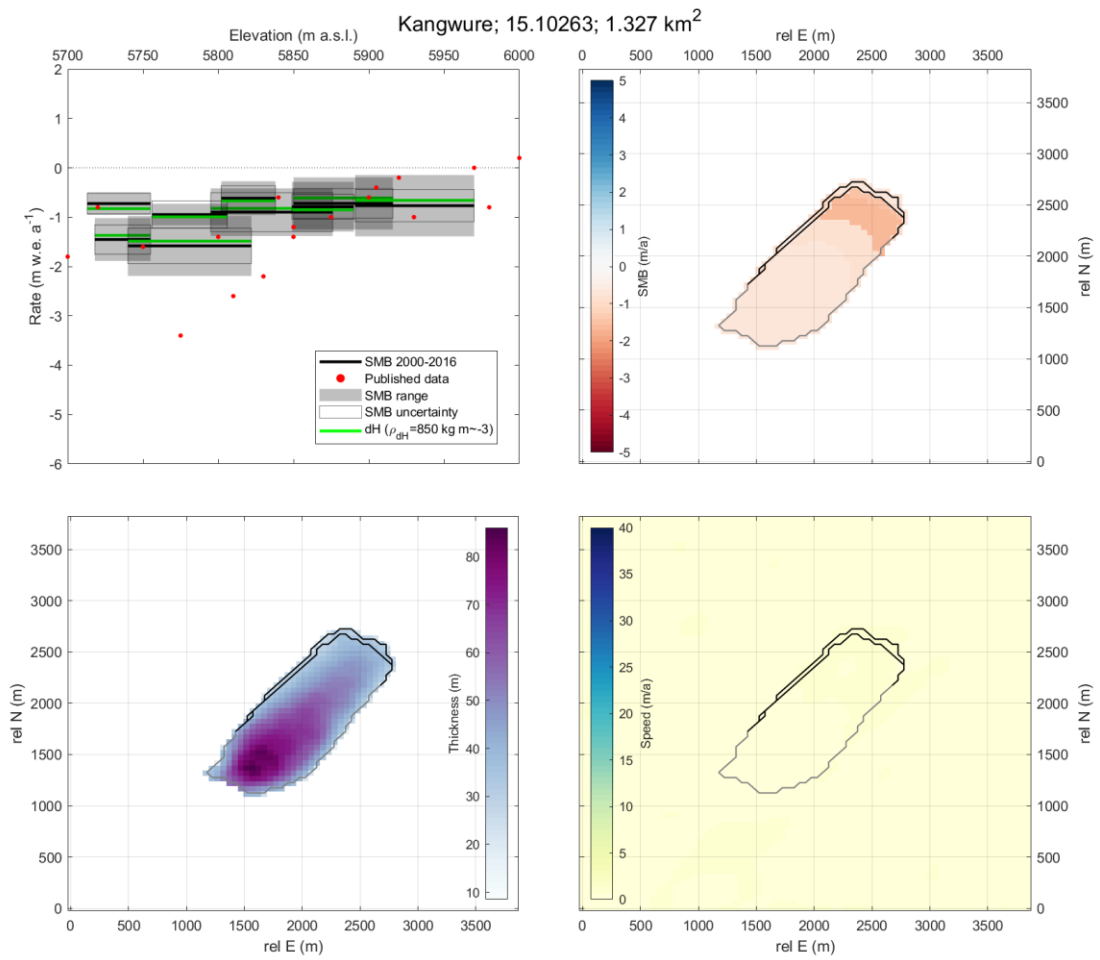 Kangwure; 15.10263; 1.327 km2
Elevation (m a.s.l.)
5700 5750 5800 5850 5900 5950 6000
2
1
0
-1
-2
-3
-4
-5
-6
Rate (m w.e. a-1)
SMB 2000-2016
Published data
SMB range
SMB uncertainty
dH (ρdH=850 kg m~-3)
rel E (m)
0 500 1000 1500 2000 2500 3000 3500
5
4
3
2
1
0
-1
-2
-3
-4
-5
SMB (m/a)
3500
3000
2500
2000
1500
1000
500
0
rel N (m)
3500
3000
2500
2000
1500
1000
500
0
rel N (m)
80
70
60
50
40
30
20
10
Thickness (m)
0 500 1000 1500 2000 2500 3000 3500
rel E (m)
40
35
30
25
20
15
10
5
0
Speed (m/a)
3500
3000
2500
2000
1500
1000
500
0
rel N (m)
0 500 1000 1500 2000 2500 3000 3500
rel E (m)